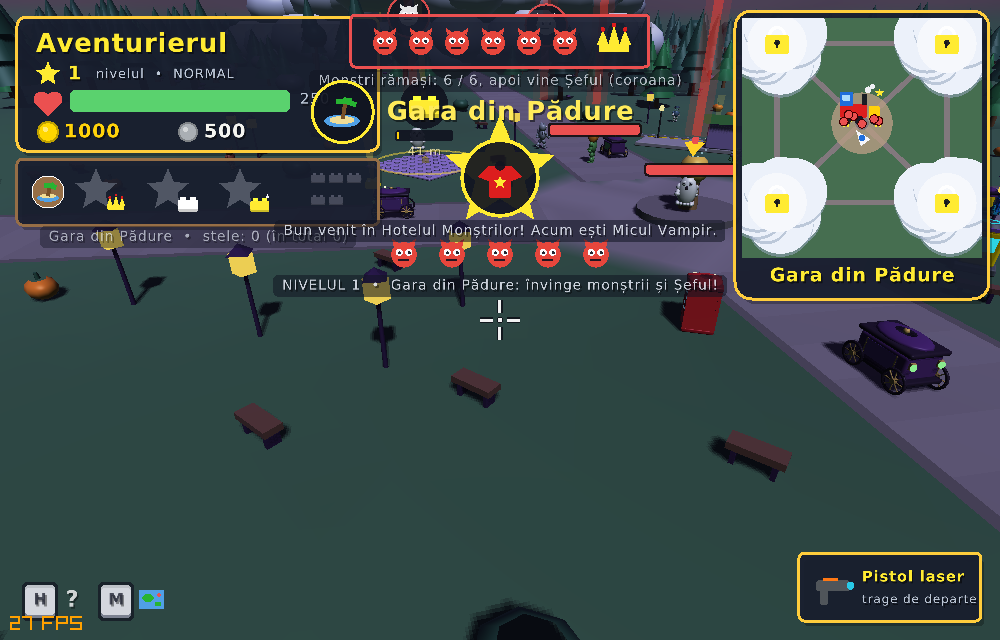 Aventurierul
1 nivelul • NORMAL
1000 500
Monștri rămași: 6 / 6, apoi vine Șeful (coroana)
Gara din Pădure
41 m
Gara din Pădure • stele: 0 (în total 0)
Bun venit în Hotelul Monștrilor! Acum ești Micul Vampir.
NIVELUL 1 • Gara din Pădure: învinge monștrii și Șeful!
Gara din Pădure
Pistol laser
trage de departe
H ? M
27 FPS